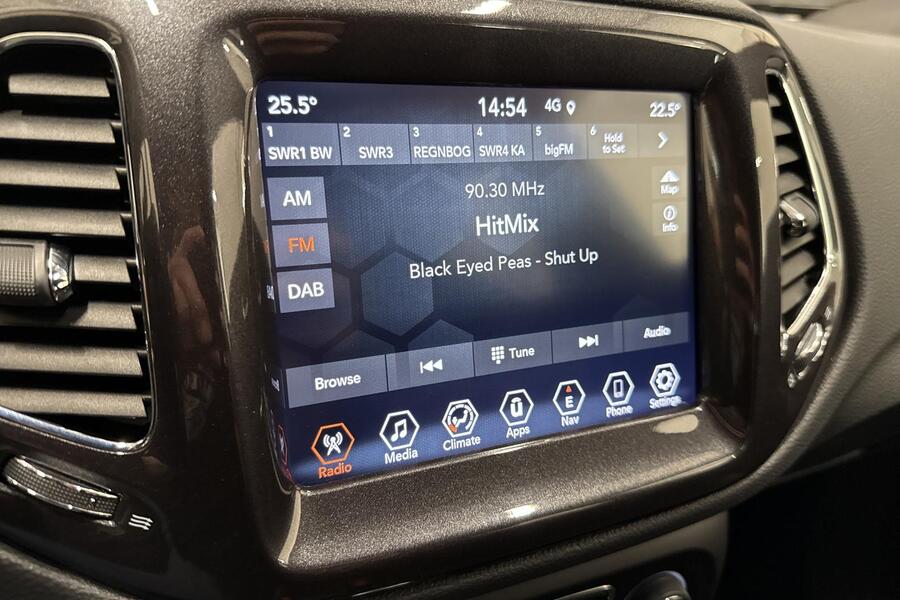 25.5° 14:54 4G 22.5°
1 SWR1 BW
2 SWR3
3 REGNBOG
4 SWR4 KA
5 bigFM
6 Hold
to Set
AM
FM
DAB
90.30 MHz
HitMix
Black Eyed Peas - Shut Up
Map
Info
Browse
Tune
Audio
Radio
Media
Climate
Apps
E
Nav
Phone
Settings